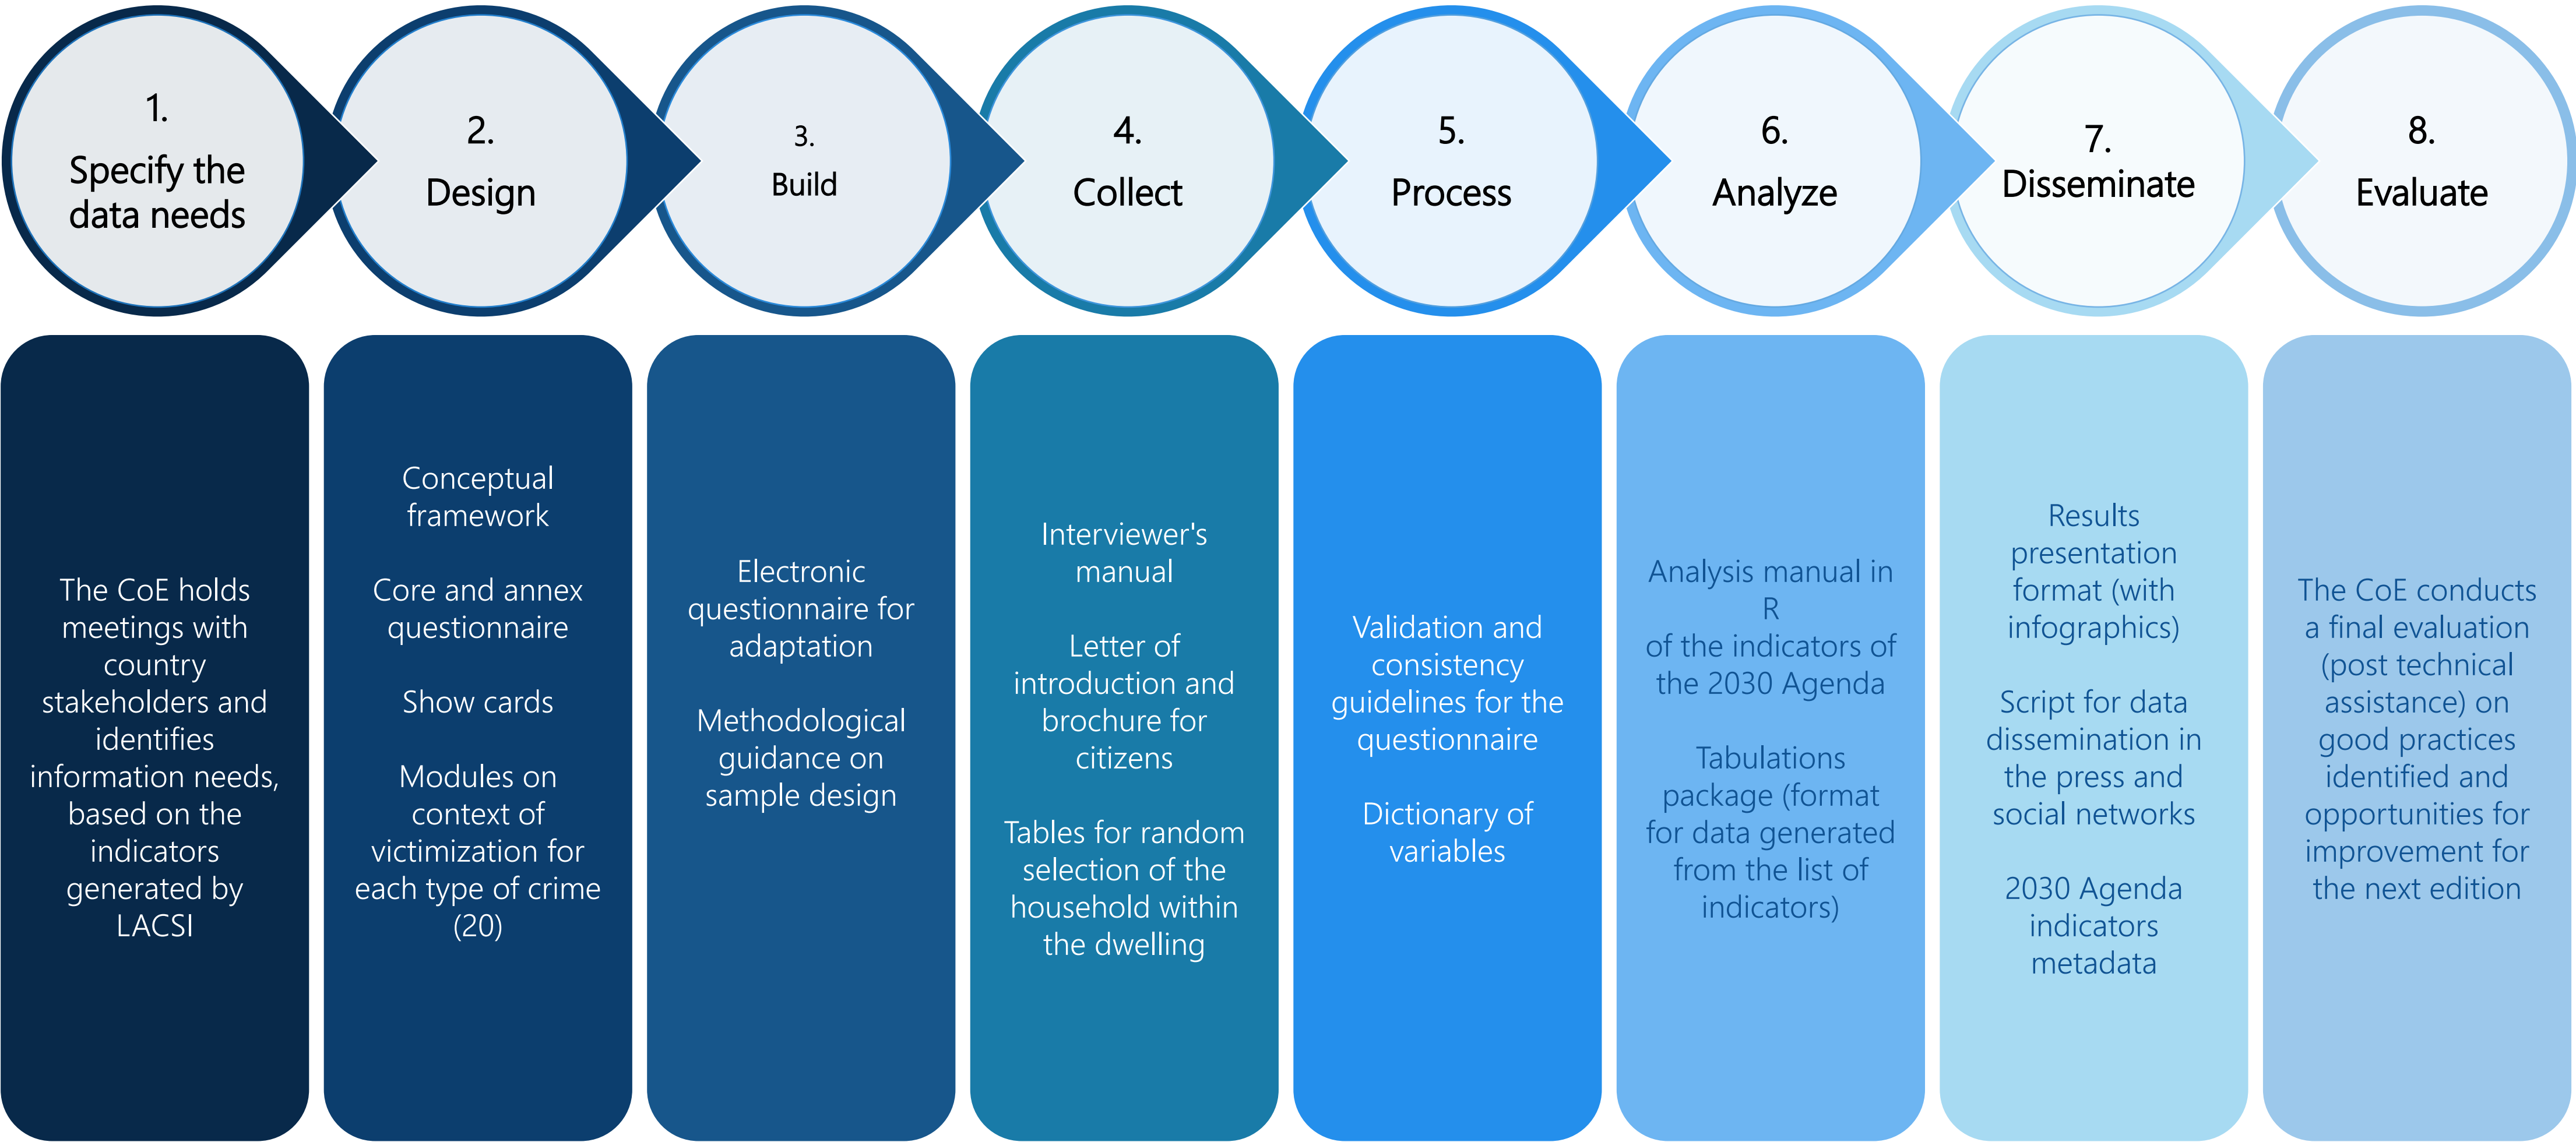 1.
Specify the
data needs
2.
Design
3.
Build
4.
Collect
5.
Process
6.
Analyze
7.
Disseminate
8.
Evaluate
The CoE holds
meetings with
country
stakeholders and
identifies
information needs,
based on the
indicators
generated by
LACSI
Conceptual
framework
Core and annex
questionnaire
Show cards
Modules on
context of
victimization for
each type of crime
(20)
Electronic
questionnaire for
adaptation
Methodological
guidance on
sample design
Interviewer's
manual
Letter of
introduction and
brochure for
citizens
Tables for random
selection of the
household within
the dwelling
Validation and
consistency
guidelines for the
questionnaire
Dictionary of
variables
Analysis manual in
R
of the indicators of
the 2030 Agenda
Tabulations
package (format
for data generated
from the list of
indicators)
Results
presentation
format (with
infographics)
Script for data
dissemination in
the press and
social networks
2030 Agenda
indicators
metadata
The CoE conducts
a final evaluation
(post technical
assistance) on
good practices
identified and
opportunities for
improvement for
the next edition